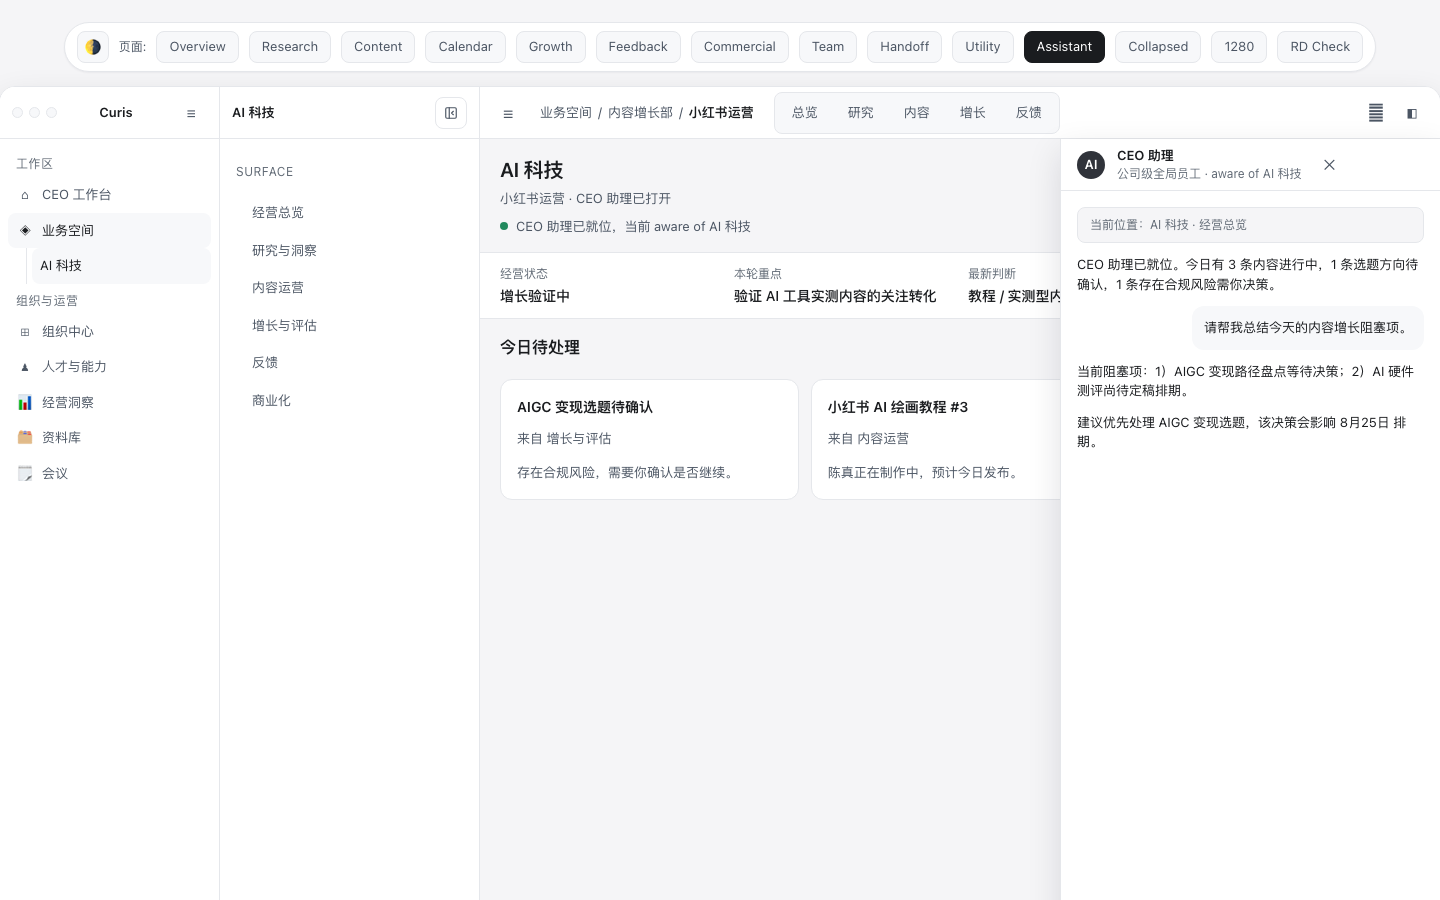 页面:
Overview
Research
Content
Calendar
Growth
Feedback
Commercial
Team
Handoff
Utility
Assistant
Collapsed
1280
RD Check
Curis
工作区
CEO 工作台
业务空间
AI 科技
组织与运营
组织中心
人才与能力
经营洞察
资料库
会议
AI 科技
SURFACE
经营总览
研究与洞察
内容运营
增长与评估
反馈
商业化
业务空间 / 内容增长部 / 小红书运营
总览
研究
内容
增长
反馈
AI 科技
小红书运营 · CEO 助理已打开
CEO 助理已就位，当前 aware of AI 科技
经营状态
增长验证中
本轮重点
验证 AI 工具实测内容的关注转化
最新判断
教程 / 实测型内
今日待处理
AIGC 变现选题待确认
来自 增长与评估
存在合规风险，需要你确认是否继续。
小红书 AI 绘画教程 #3
来自 内容运营
陈真正在制作中，预计今日发布。
AI
CEO 助理
公司级全局员工 · aware of AI 科技
当前位置：AI 科技 · 经营总览
CEO 助理已就位。今日有 3 条内容进行中，1 条选题方向待
确认，1 条存在合规风险需你决策。
请帮我总结今天的内容增长阻塞项。
当前阻塞项：1）AIGC 变现路径盘点等待决策；2）AI 硬件
测评尚待定稿排期。
建议优先处理 AIGC 变现选题，该决策会影响 8月25日 排
期。